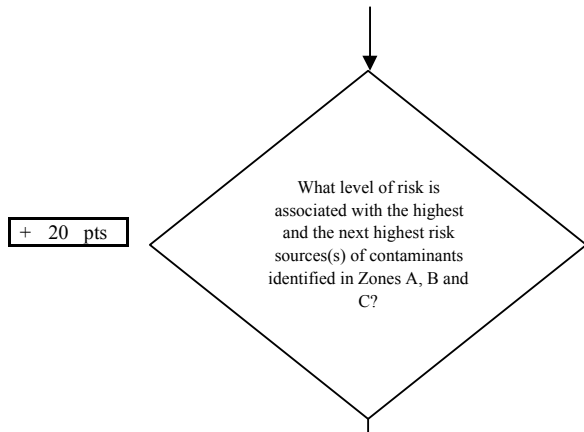 What level of risk is
associated with the highest
and the next highest risk
sources(s) of contaminants
identified in Zones A, B and
C?
+ 20 pts